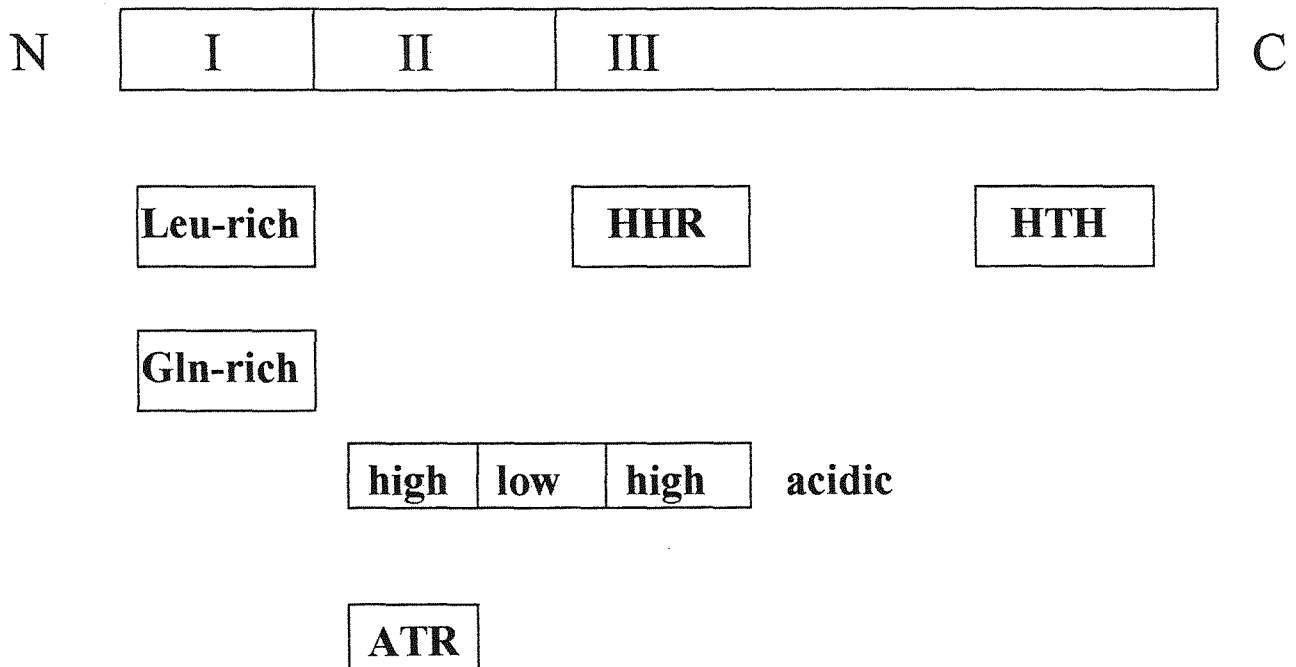 N I II III C
Leu-rich HHR HTH
Gln-rich
high low high acidic
ATR